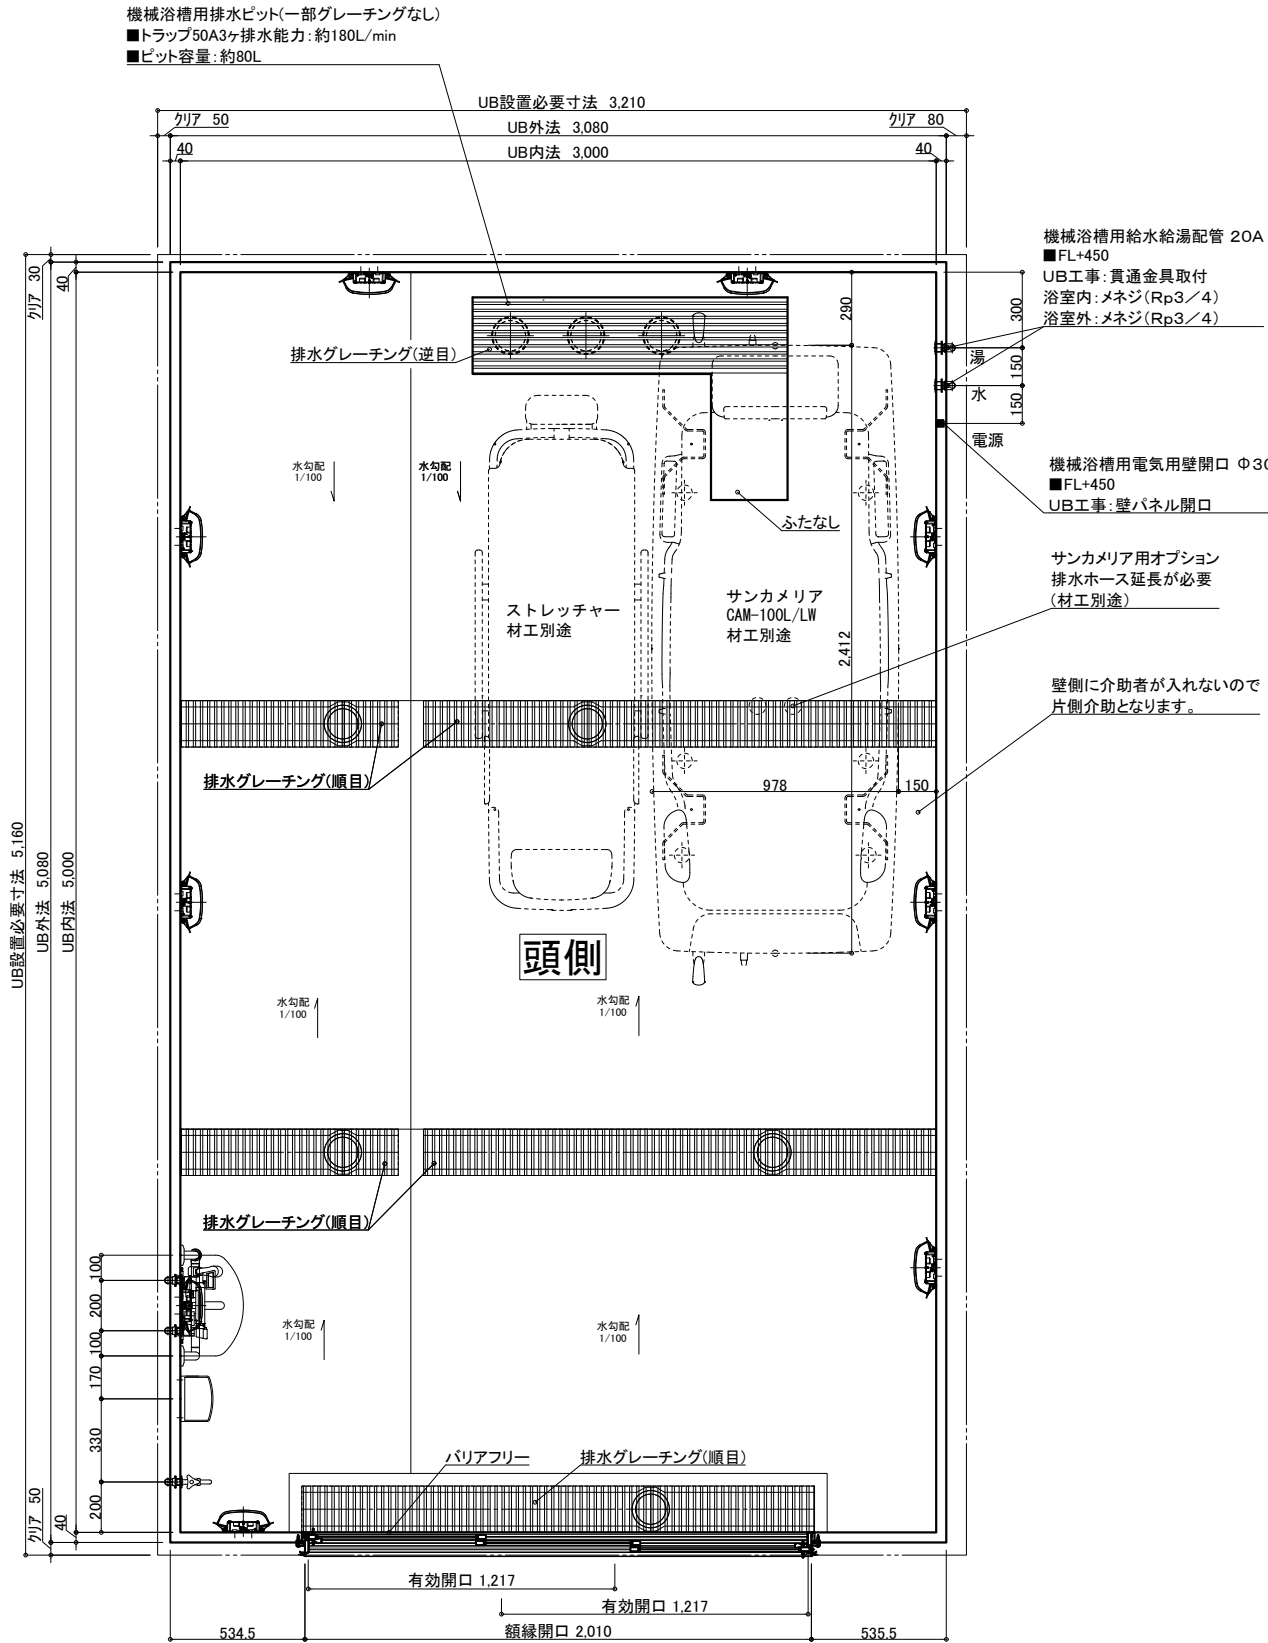 機械浴槽用排水ピット(一部グレーチングなし)
■トラップ50A3ヶ排水能力:約180L/min
■ピット容量:約80L
UB設置必要寸法 3,210
クリア 50
UB外法 3,080
クリア 80
40
UB内法 3,000
40
機械浴槽用給水給湯配管 20A
■FL+450
UB工事:貫通金具取付
浴室内:メネジ(Rp3/4)
浴室外:メネジ(Rp3/4)
クリア 30
40
290
300
排水グレーチング(逆目)
湯
150
水
150
電源
機械浴槽用電気用壁開口 Φ30
■FL+450
UB工事:壁パネル開口
水勾配
1/100
水勾配
1/100
ふたなし
サンカメリア用オプション
排水ホース延長が必要
(材工別途)
ストレッチャー
材工別途
サンカメリア
CAM-100L/LW
材工別途
2,412
壁側に介助者が入れないので
片側介助となります。
排水グレーチング(順目)
978
150
UB設置必要寸法 5,160
UB外法 5,080
UB内法 5,000
頭側
水勾配
1/100
水勾配
1/100
排水グレーチング(順目)
100
200
100
170
330
200
水勾配
1/100
水勾配
1/100
バリアフリー
排水グレーチング(順目)
クリア 50
40
有効開口 1,217
有効開口 1,217
534.5
額縁開口 2,010
535.5